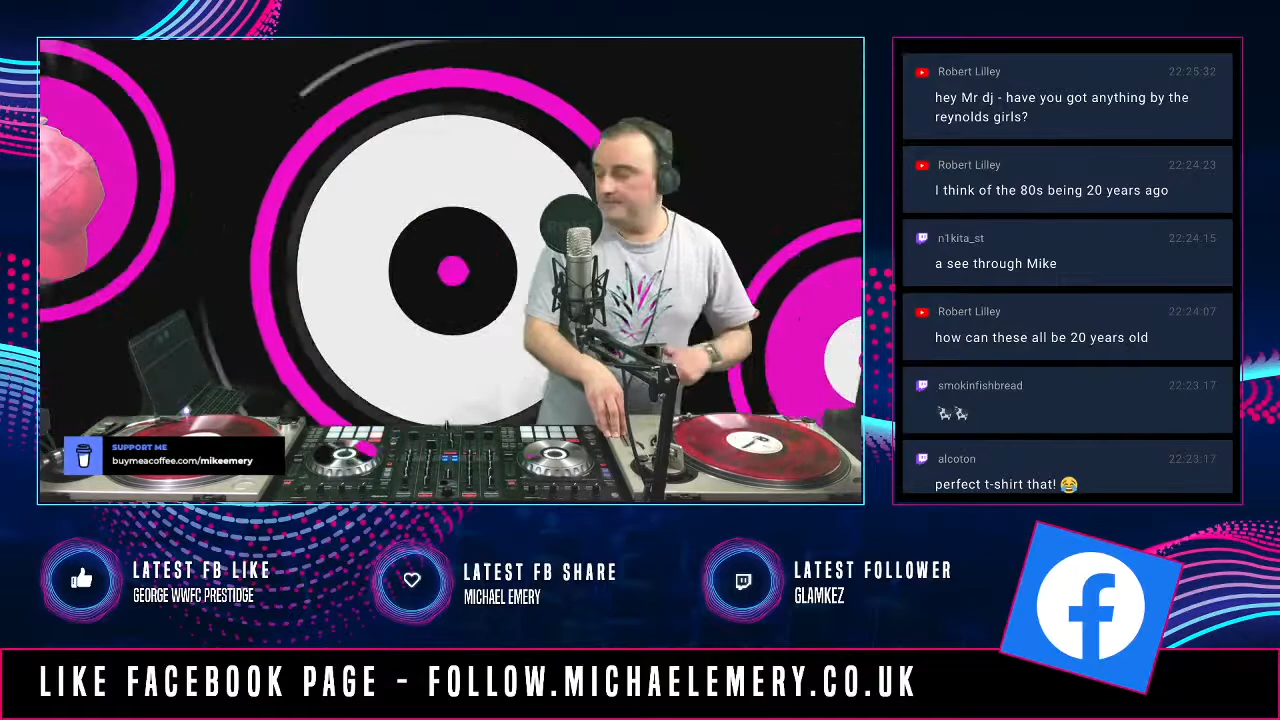 Robert Lilley 22:25:32
hey Mr dj - have you got anything by the
reynolds girls?
Robert Lilley 22:24:23
I think of the 80s being 20 years ago
n1kita_st 22:24:15
a see through Mike
Robert Lilley 22:24:07
how can these all be 20 years old
smokinfishbread 22:23:17
alcoton 22:23:17
perfect t-shirt that! 😂
SUPPORT ME
buymeacoffee.com/mikeemery
LATEST FB LIKE
GEORGE WWFC PRESTIDGE
LATEST FB SHARE
MICHAEL EMERY
LATEST FOLLOWER
GLAMKEZ
LIKE FACEBOOK PAGE - FOLLOW.MICHAELEMERY.CO.UK